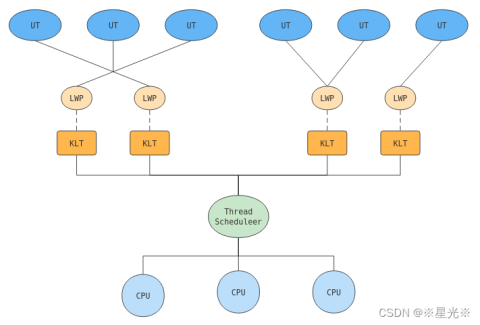 UT
UT
UT
UT
UT
UT
LWP
LWP
LWP
LWP
KLT
KLT
KLT
KLT
Thread
Scheduleer
CPU
CPU
CPU
CSDN @※星光※